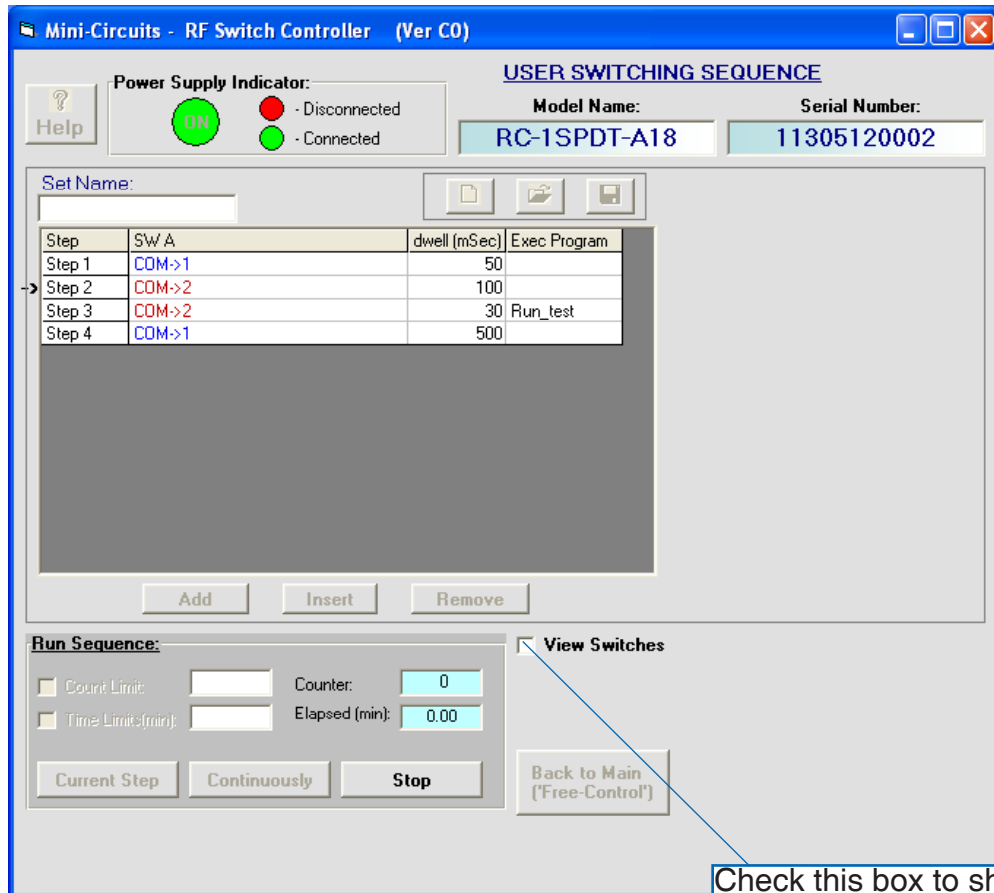 Mini-Circuits - RF Switch Controller (Ver C0)
? Help
Power Supply Indicator:
ON
- Disconnected
- Connected
USER SWITCHING SEQUENCE
Model Name:
Serial Number:
RC-1SPDT-A18
11305120002
Set Name:
Step SW A dwell (mSec) Exec Program
Step 1 COM->1 50
Step 2 COM->2 100
Step 3 COM->2 30 Run_test
Step 4 COM->1 500
Add Insert Remove
Run Sequence:
View Switches
Count Limit: Counter: 0
Time Limits(min): Elapsed (min): 0.00
Current Step Continuously Stop
Back to Main
('Free-Control')
Check this box to sh